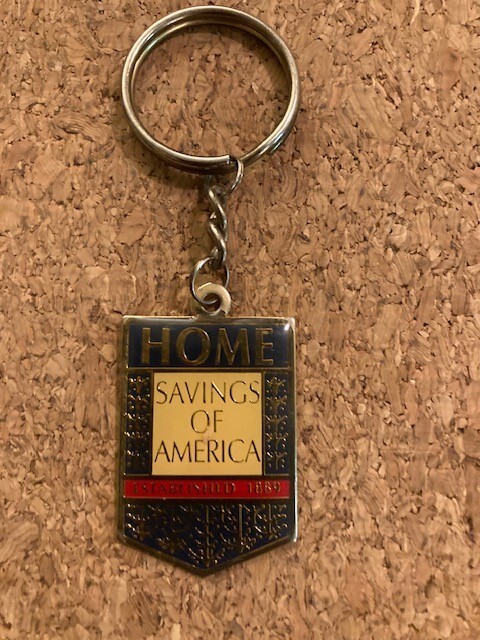 HOME
SAVINGS
OF
AMERICA
ESTABLISHED 1889